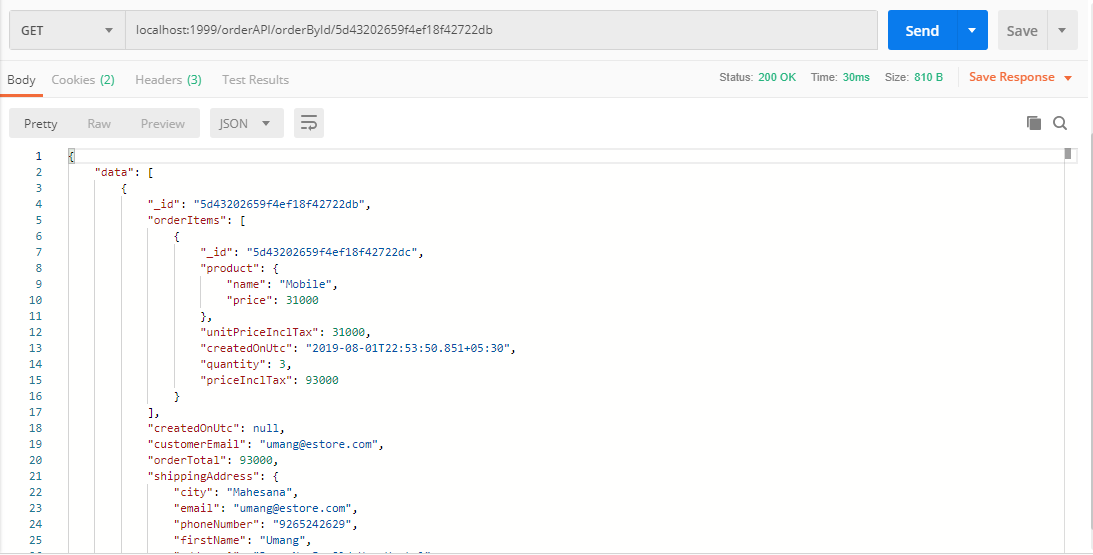 GET localhost:1999/orderAPI/orderById/5d43202659f4ef18f42722db Send Save
Body Cookies (2) Headers (3) Test Results Status: 200 OK Time: 30ms Size: 810 B Save Response
Pretty Raw Preview JSON
1 {
2 "data": [
3 {
4 "_id": "5d43202659f4ef18f42722db",
5 "orderItems": [
6 {
7 "_id": "5d43202659f4ef18f42722dc",
8 "product": {
9 "name": "Mobile",
10 "price": 31000
11 },
12 "unitPriceInclTax": 31000,
13 "createdOnUtc": "2019-08-01T22:53:50.851+05:30",
14 "quantity": 3,
15 "priceInclTax": 93000
16 }
17 ],
18 "createdOnUtc": null,
19 "customerEmail": "umang@estore.com",
20 "orderTotal": 93000,
21 "shippingAddress": {
22 "city": "Mahesana",
23 "email": "umang@estore.com",
24 "phoneNumber": "9265242629",
25 "firstName": "Umang",